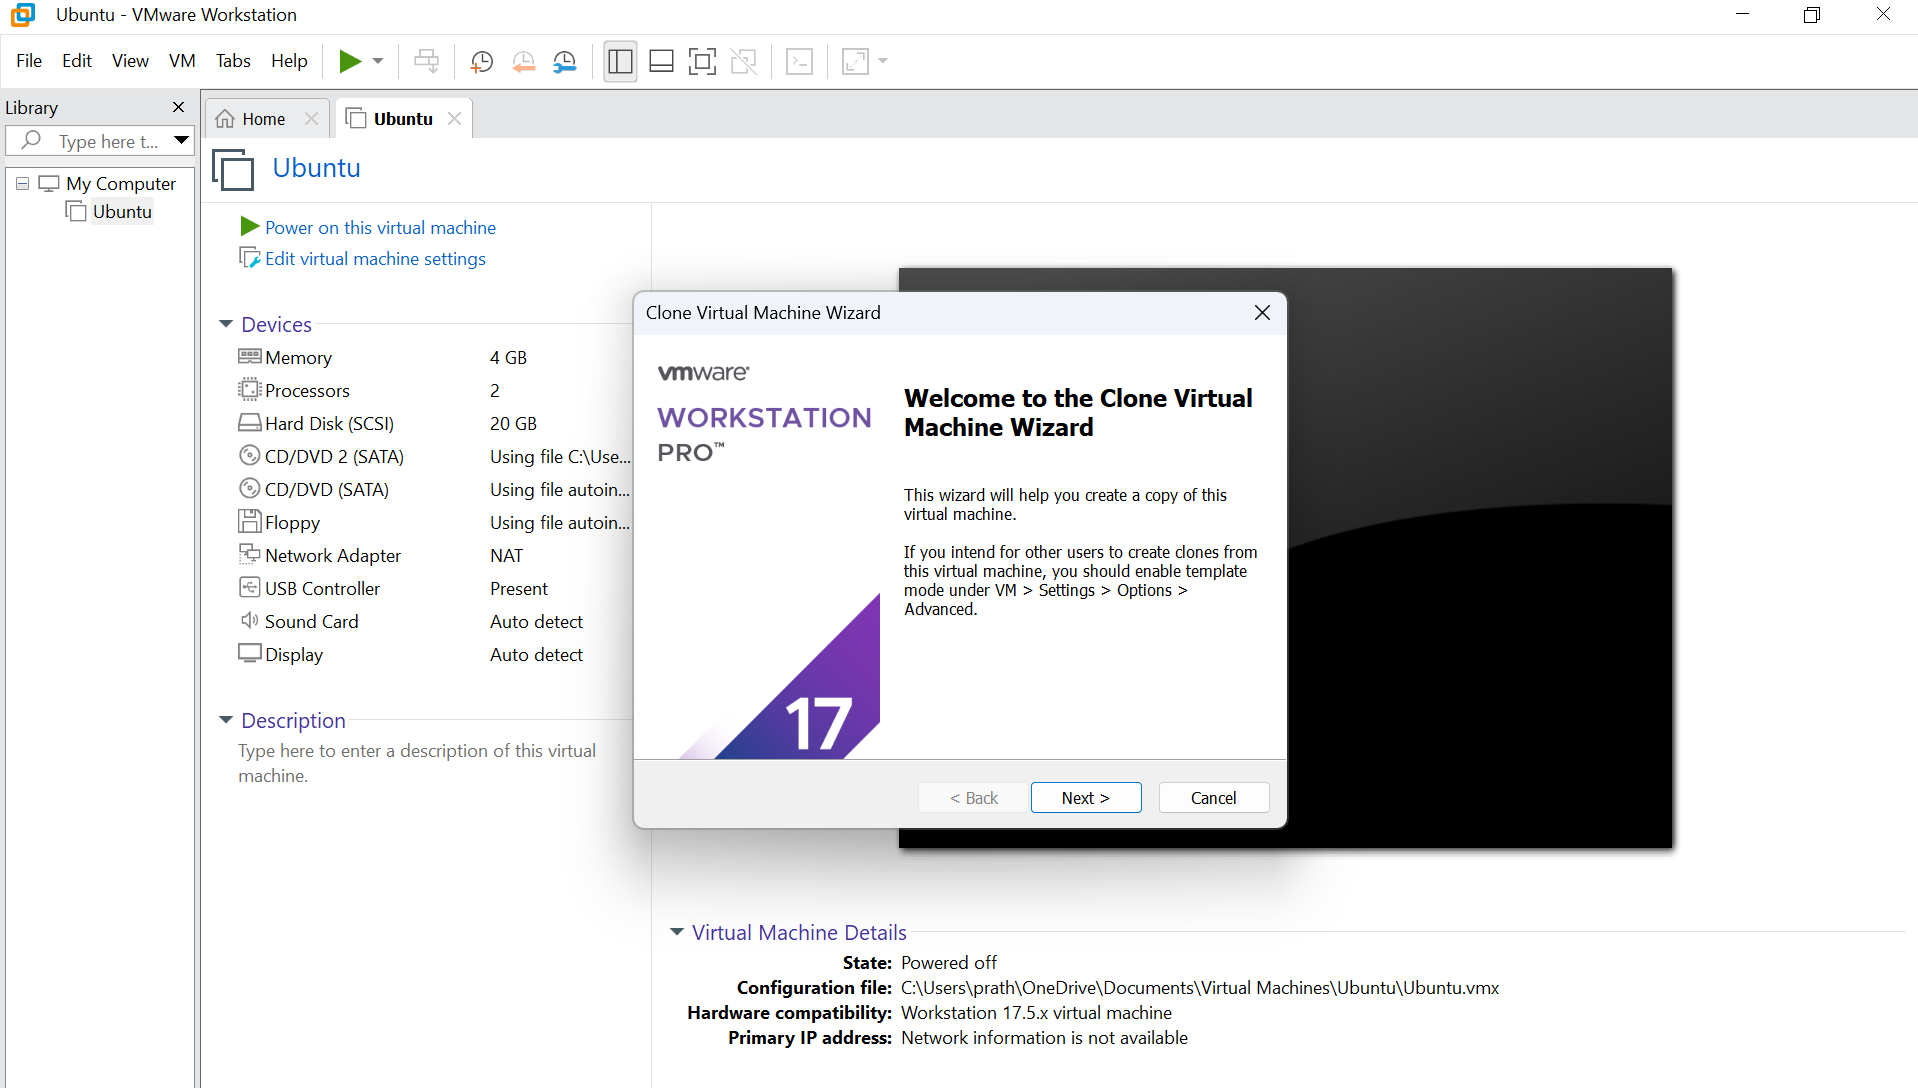 Ubuntu - VMware Workstation
File Edit View VM Tabs Help
Library
Type here t...
My Computer
Ubuntu
Home
Ubuntu
Ubuntu
Power on this virtual machine
Edit virtual machine settings
Devices
Memory 4 GB
Processors 2
Hard Disk (SCSI) 20 GB
CD/DVD 2 (SATA) Using file C:\Use...
CD/DVD (SATA) Using file autoin...
Floppy Using file autoin...
Network Adapter NAT
USB Controller Present
Sound Card Auto detect
Display Auto detect
Description
Type here to enter a description of this virtual
machine.
Clone Virtual Machine Wizard
vmware®
WORKSTATION
PRO™
17
Welcome to the Clone Virtual
Machine Wizard
This wizard will help you create a copy of this
virtual machine.
If you intend for other users to create clones from
this virtual machine, you should enable template
mode under VM > Settings > Options >
Advanced.
< Back Next > Cancel
Virtual Machine Details
State: Powered off
Configuration file: C:\Users\prath\OneDrive\Documents\Virtual Machines\Ubuntu\Ubuntu.vmx
Hardware compatibility: Workstation 17.5.x virtual machine
Primary IP address: Network information is not available